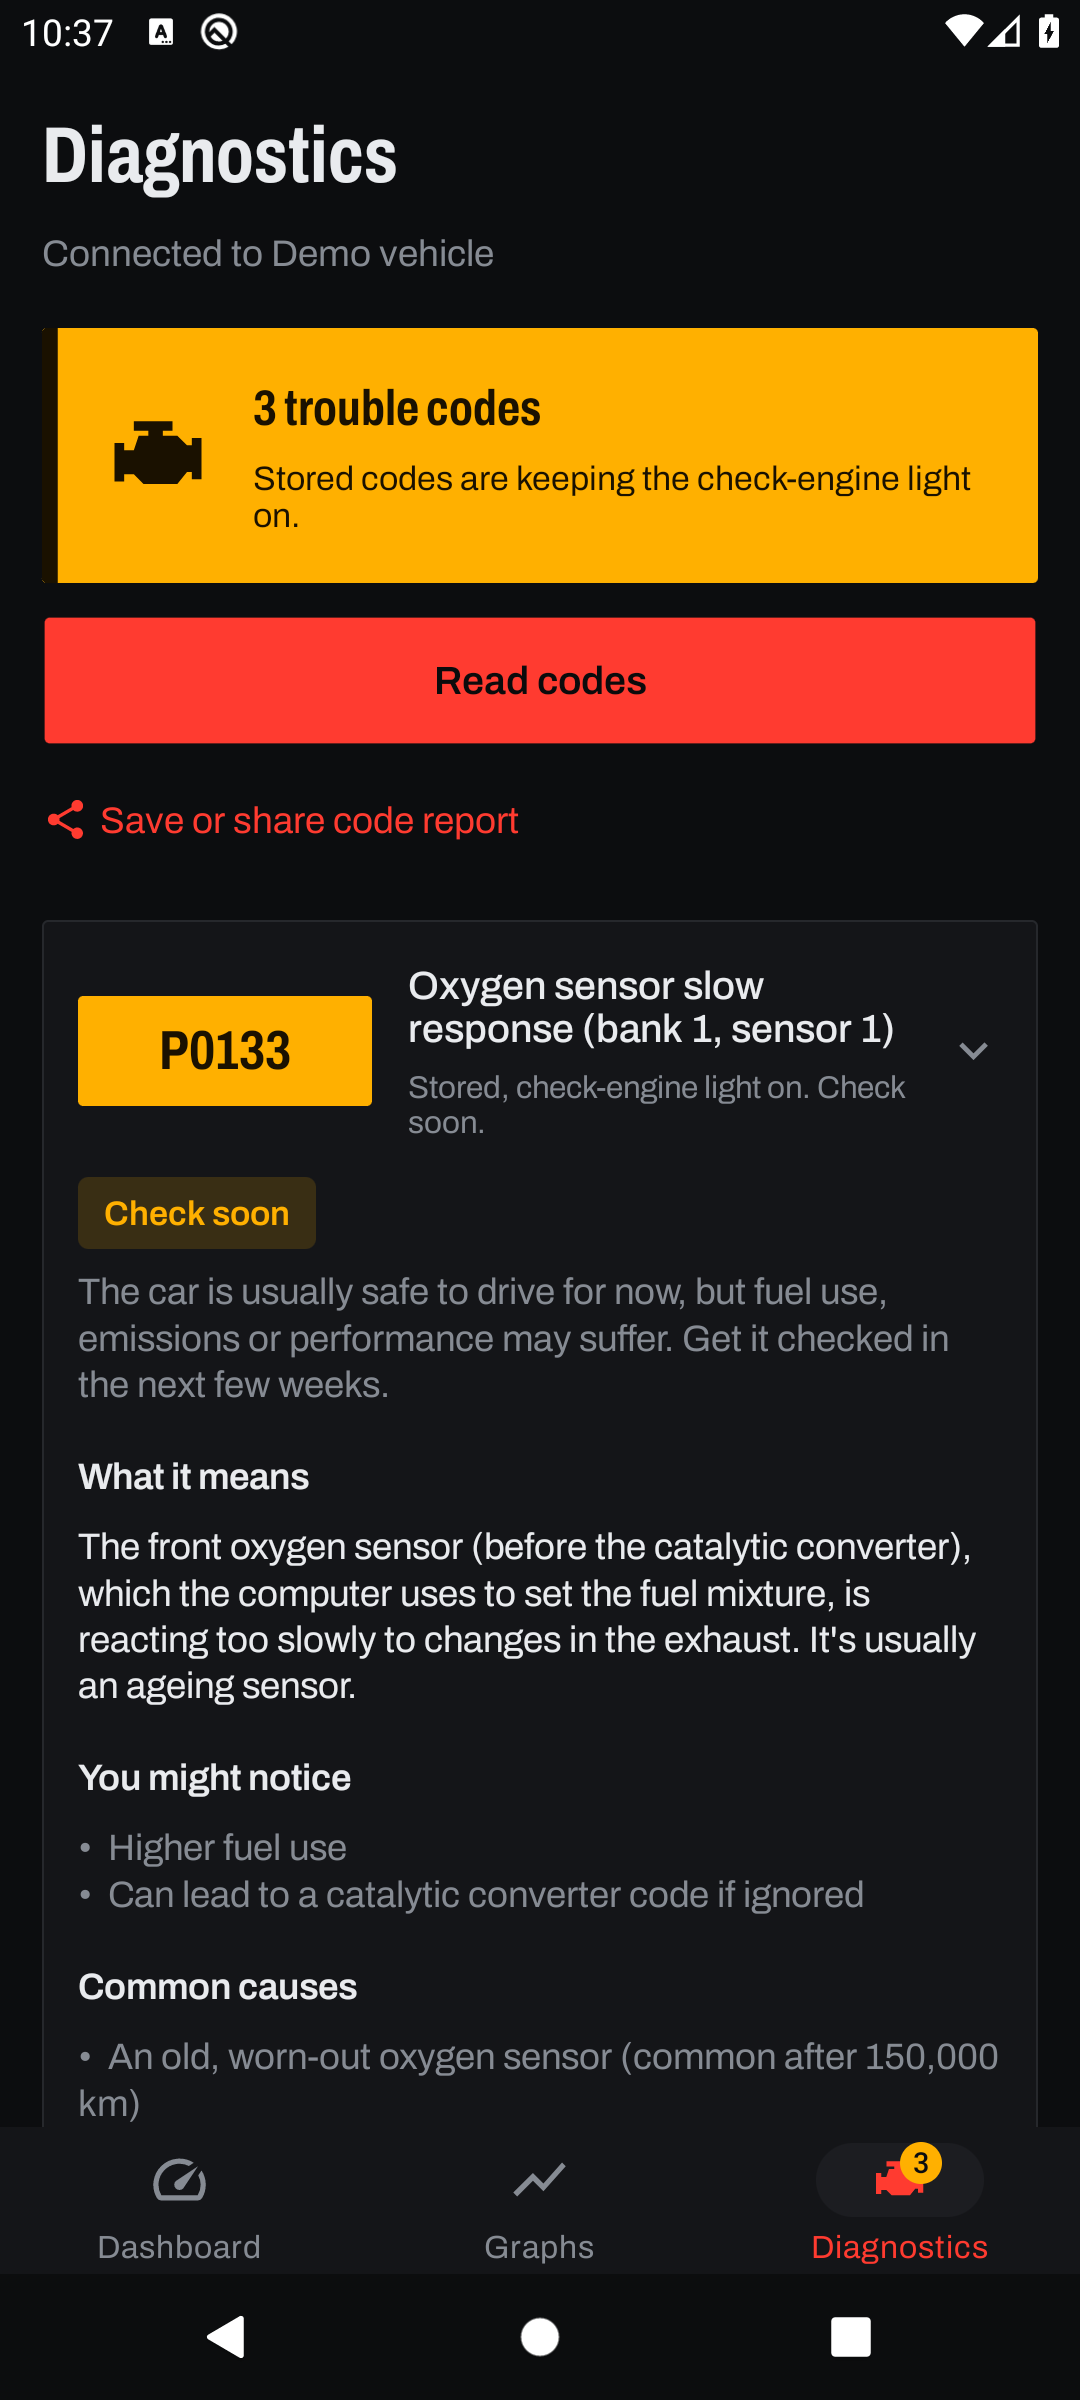 10:37
Diagnostics
Connected to Demo vehicle
3 trouble codes
Stored codes are keeping the check-engine light
on.
Read codes
Save or share code report
P0133
Oxygen sensor slow
response (bank 1, sensor 1)
Stored, check-engine light on. Check
soon.
Check soon
The car is usually safe to drive for now, but fuel use,
emissions or performance may suffer. Get it checked in
the next few weeks.
What it means
The front oxygen sensor (before the catalytic converter),
which the computer uses to set the fuel mixture, is
reacting too slowly to changes in the exhaust. It's usually
an ageing sensor.
You might notice
• Higher fuel use
• Can lead to a catalytic converter code if ignored
Common causes
• An old, worn-out oxygen sensor (common after 150,000
km)
3
Dashboard
Graphs
Diagnostics